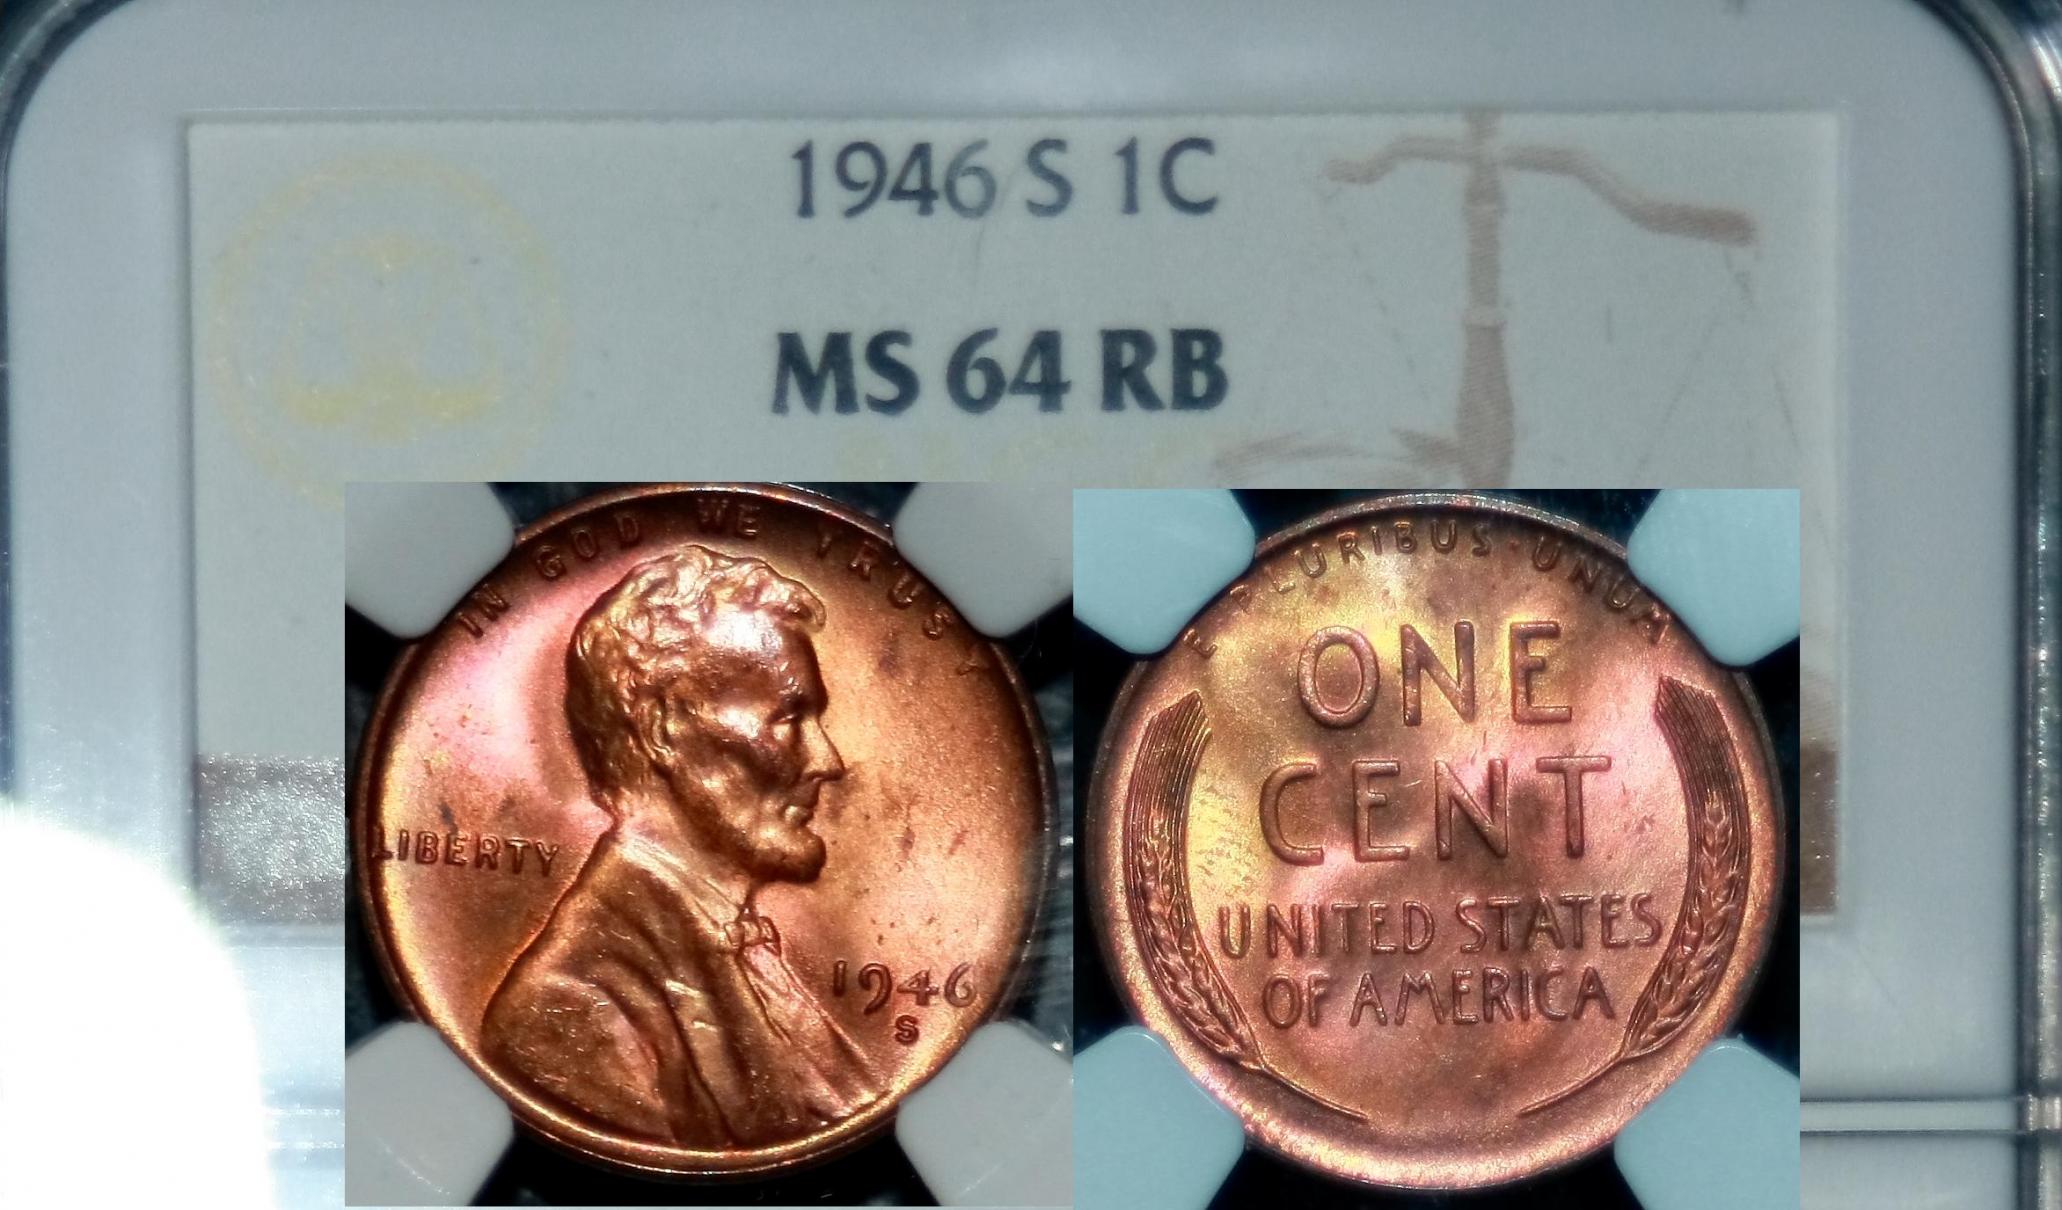 1946 S 1C
MS 64 RB
IN GOD WE TRUST
LIBERTY
1946
S
E PLURIBUS · UNUM
ONE
CENT
UNITED STATES
OF AMERICA